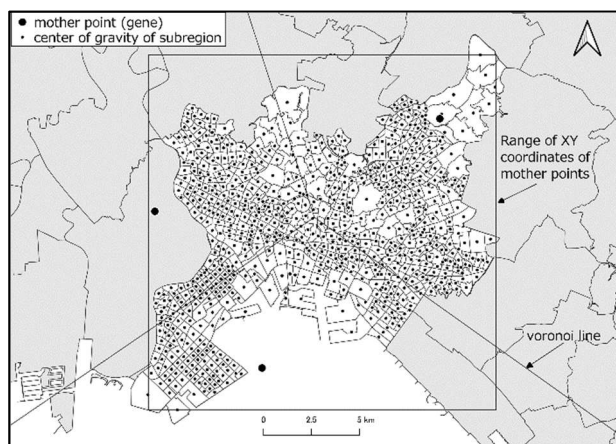 mother point (gene)
center of gravity of subregion
Range of XY
coordinates of
mother points
voronoi line
0 2.5 5 km